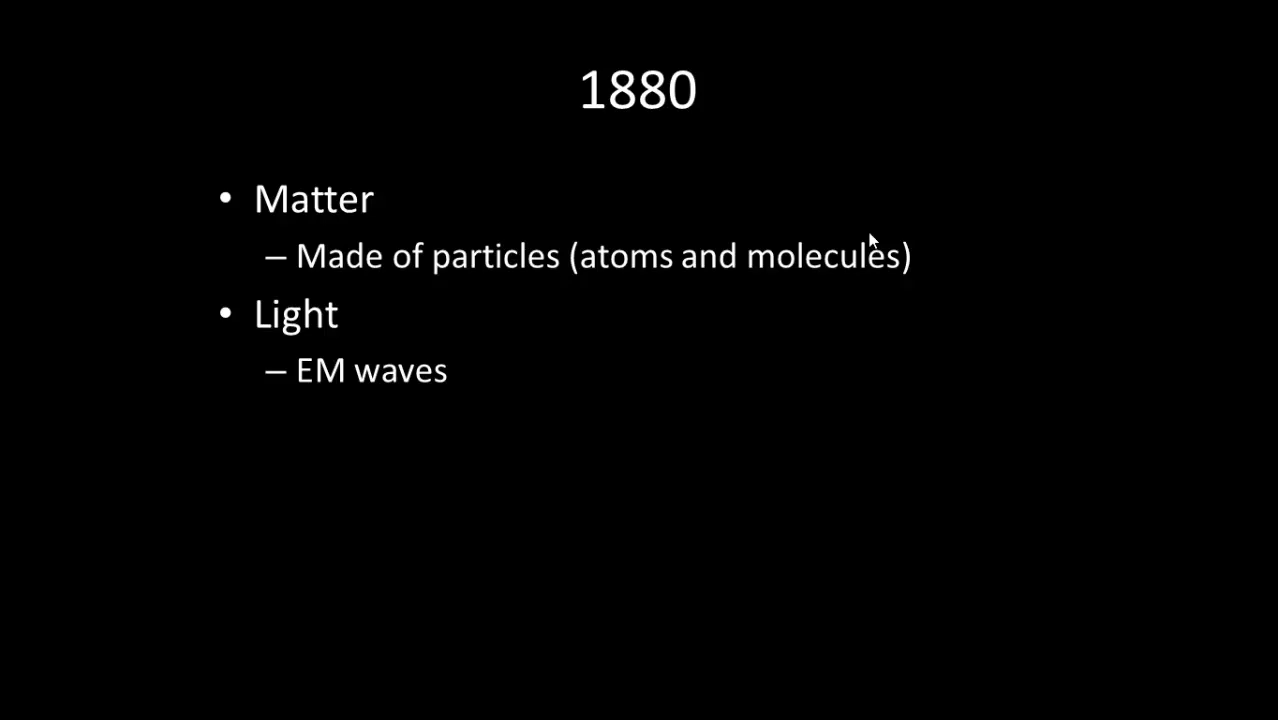 1880
• Matter
– Made of particles (atoms and molecules)
• Light
– EM waves